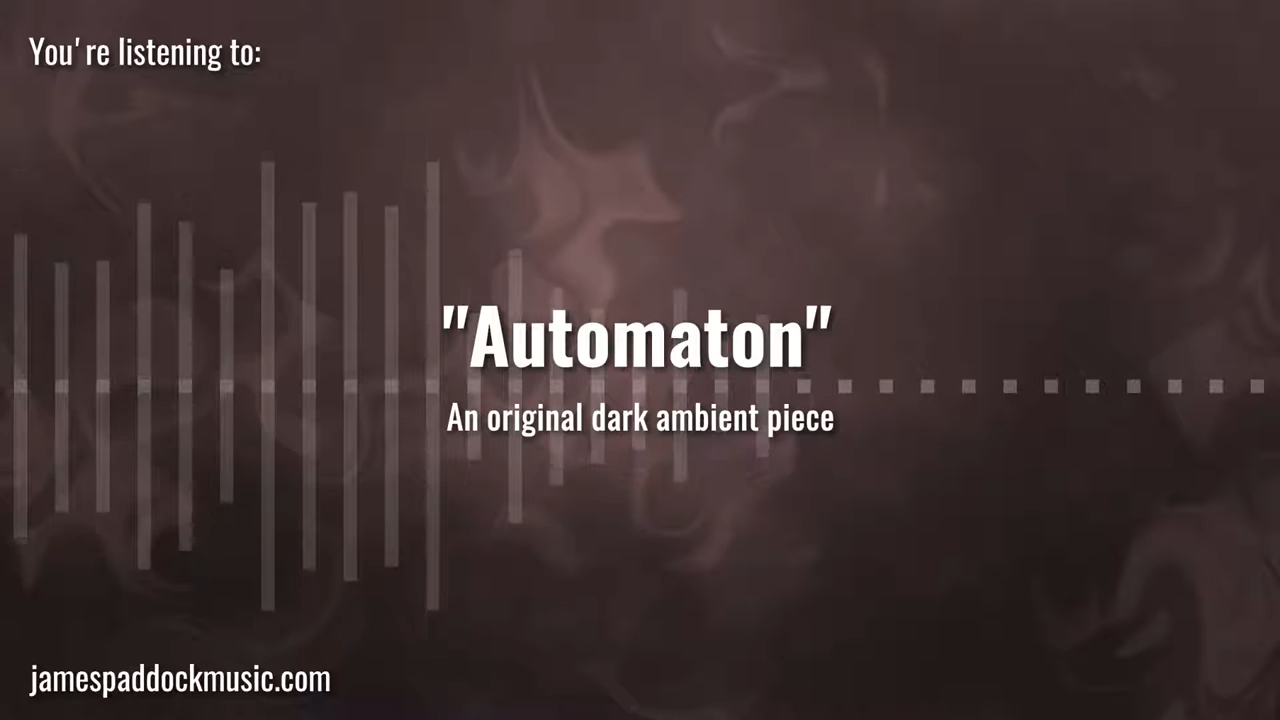 You're listening to:
"Automaton"
An original dark ambient piece
jamespaddockmusic.com